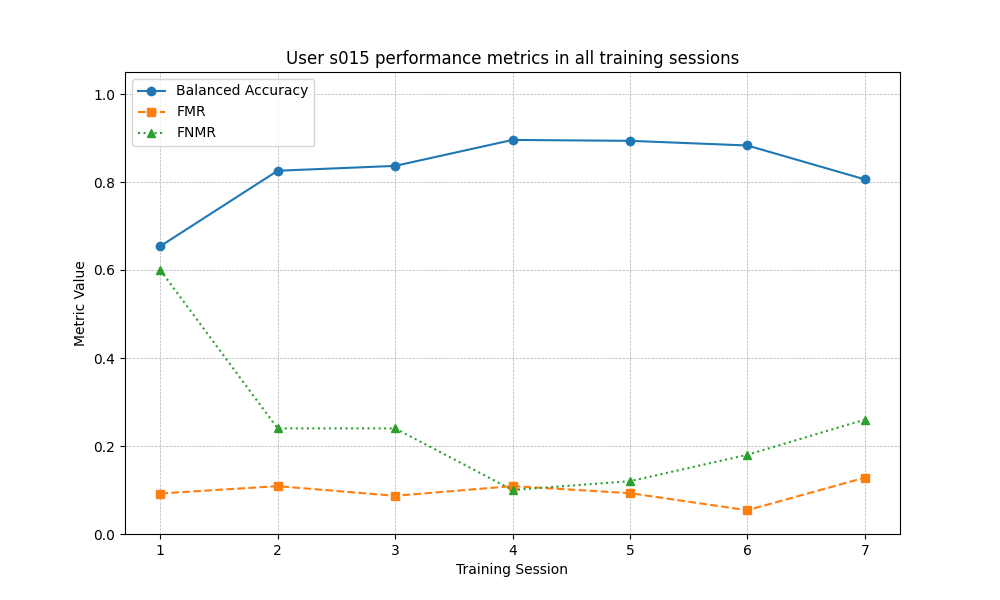 User s015 performance metrics in all training sessions
Balanced Accuracy
FMR
FNMR
1.0
0.8
0.6
0.4
0.2
0.0
Metric Value
1 2 3 4 5 6 7
Training Session